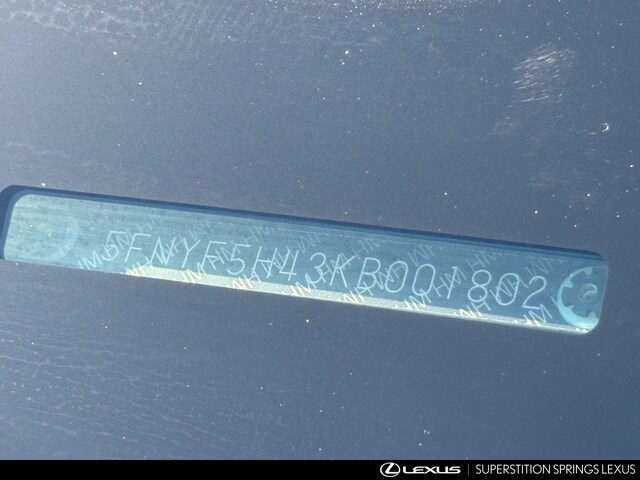 5FNYF5H43KB001802
LEXUS | SUPERSTITION SPRINGS LEXUS